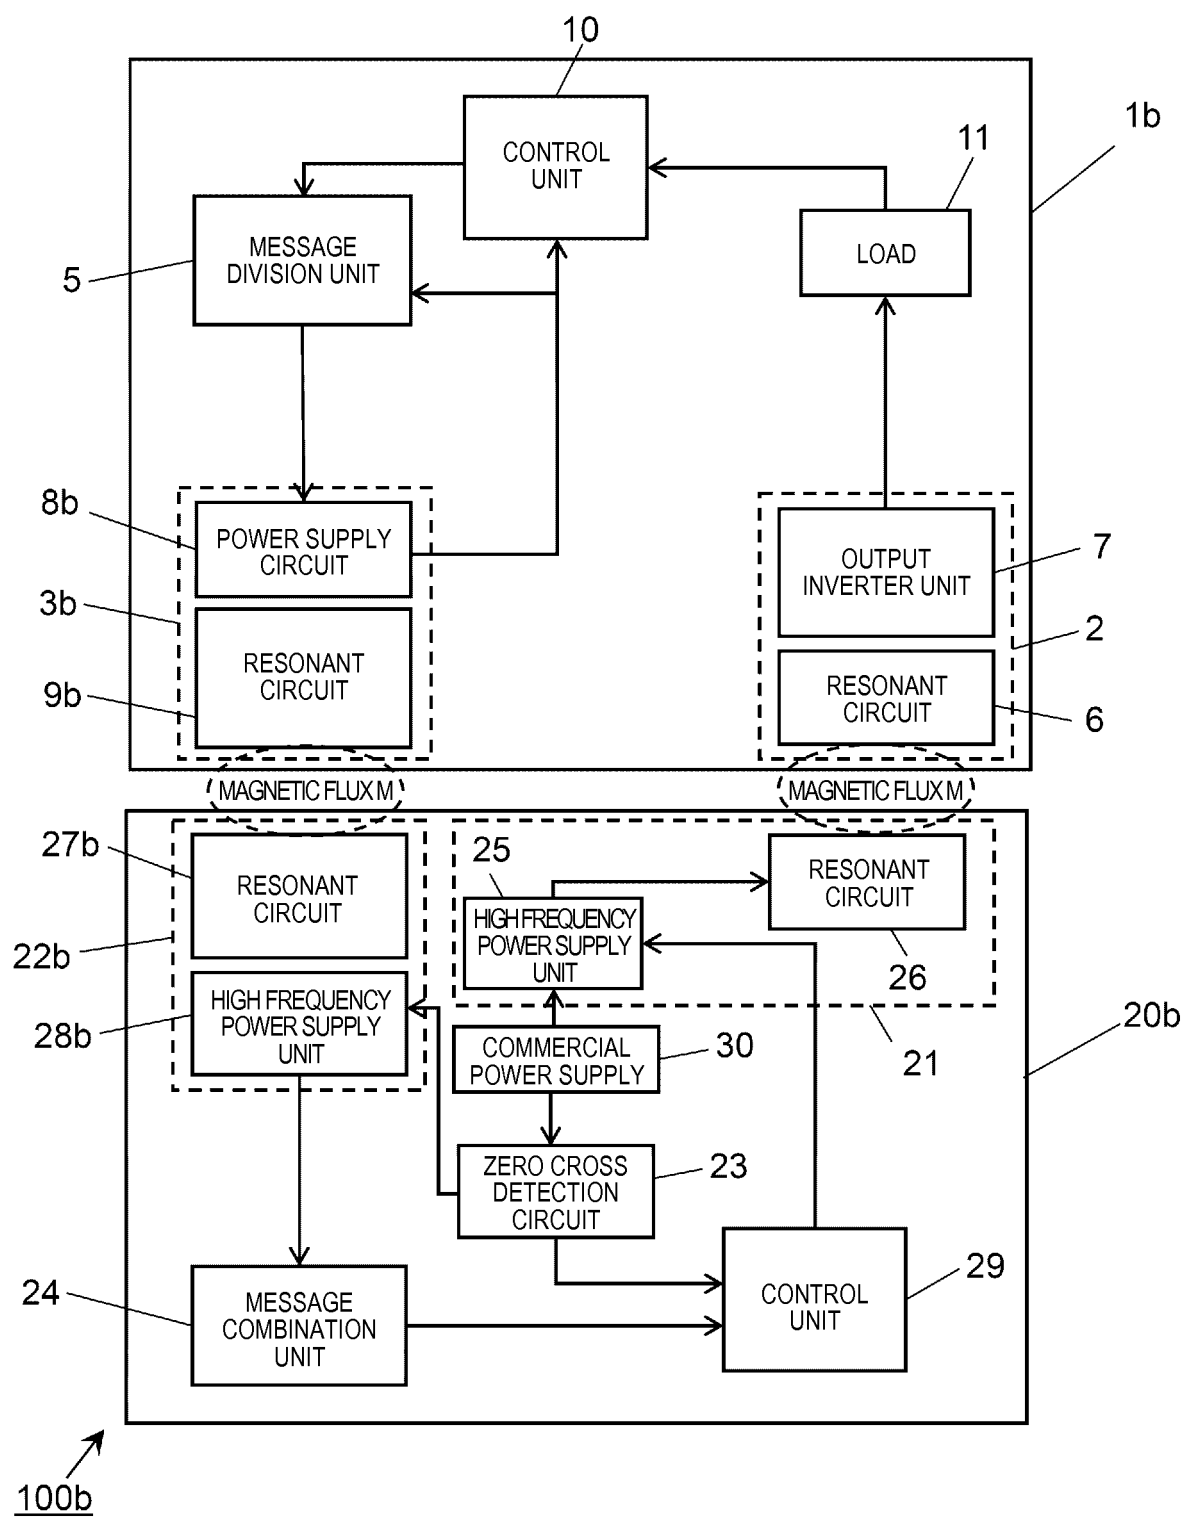 10
1b
CONTROL
UNIT
11
LOAD
MESSAGE
DIVISION UNIT
5
8b
POWER SUPPLY
CIRCUIT
OUTPUT
INVERTER UNIT
7
3b
2
RESONANT
CIRCUIT
9b
RESONANT
CIRCUIT
6
MAGNETIC FLUX M
MAGNETIC FLUX M
27b
RESONANT
CIRCUIT
25
RESONANT
CIRCUIT
HIGH FREQUENCY
POWER SUPPLY
UNIT
22b
26
HIGH FREQUENCY
POWER SUPPLY
UNIT
28b
20b
COMMERCIAL
POWER SUPPLY
30
21
ZERO CROSS
DETECTION
CIRCUIT
23
24
MESSAGE
COMBINATION
UNIT
CONTROL
UNIT
29
100b